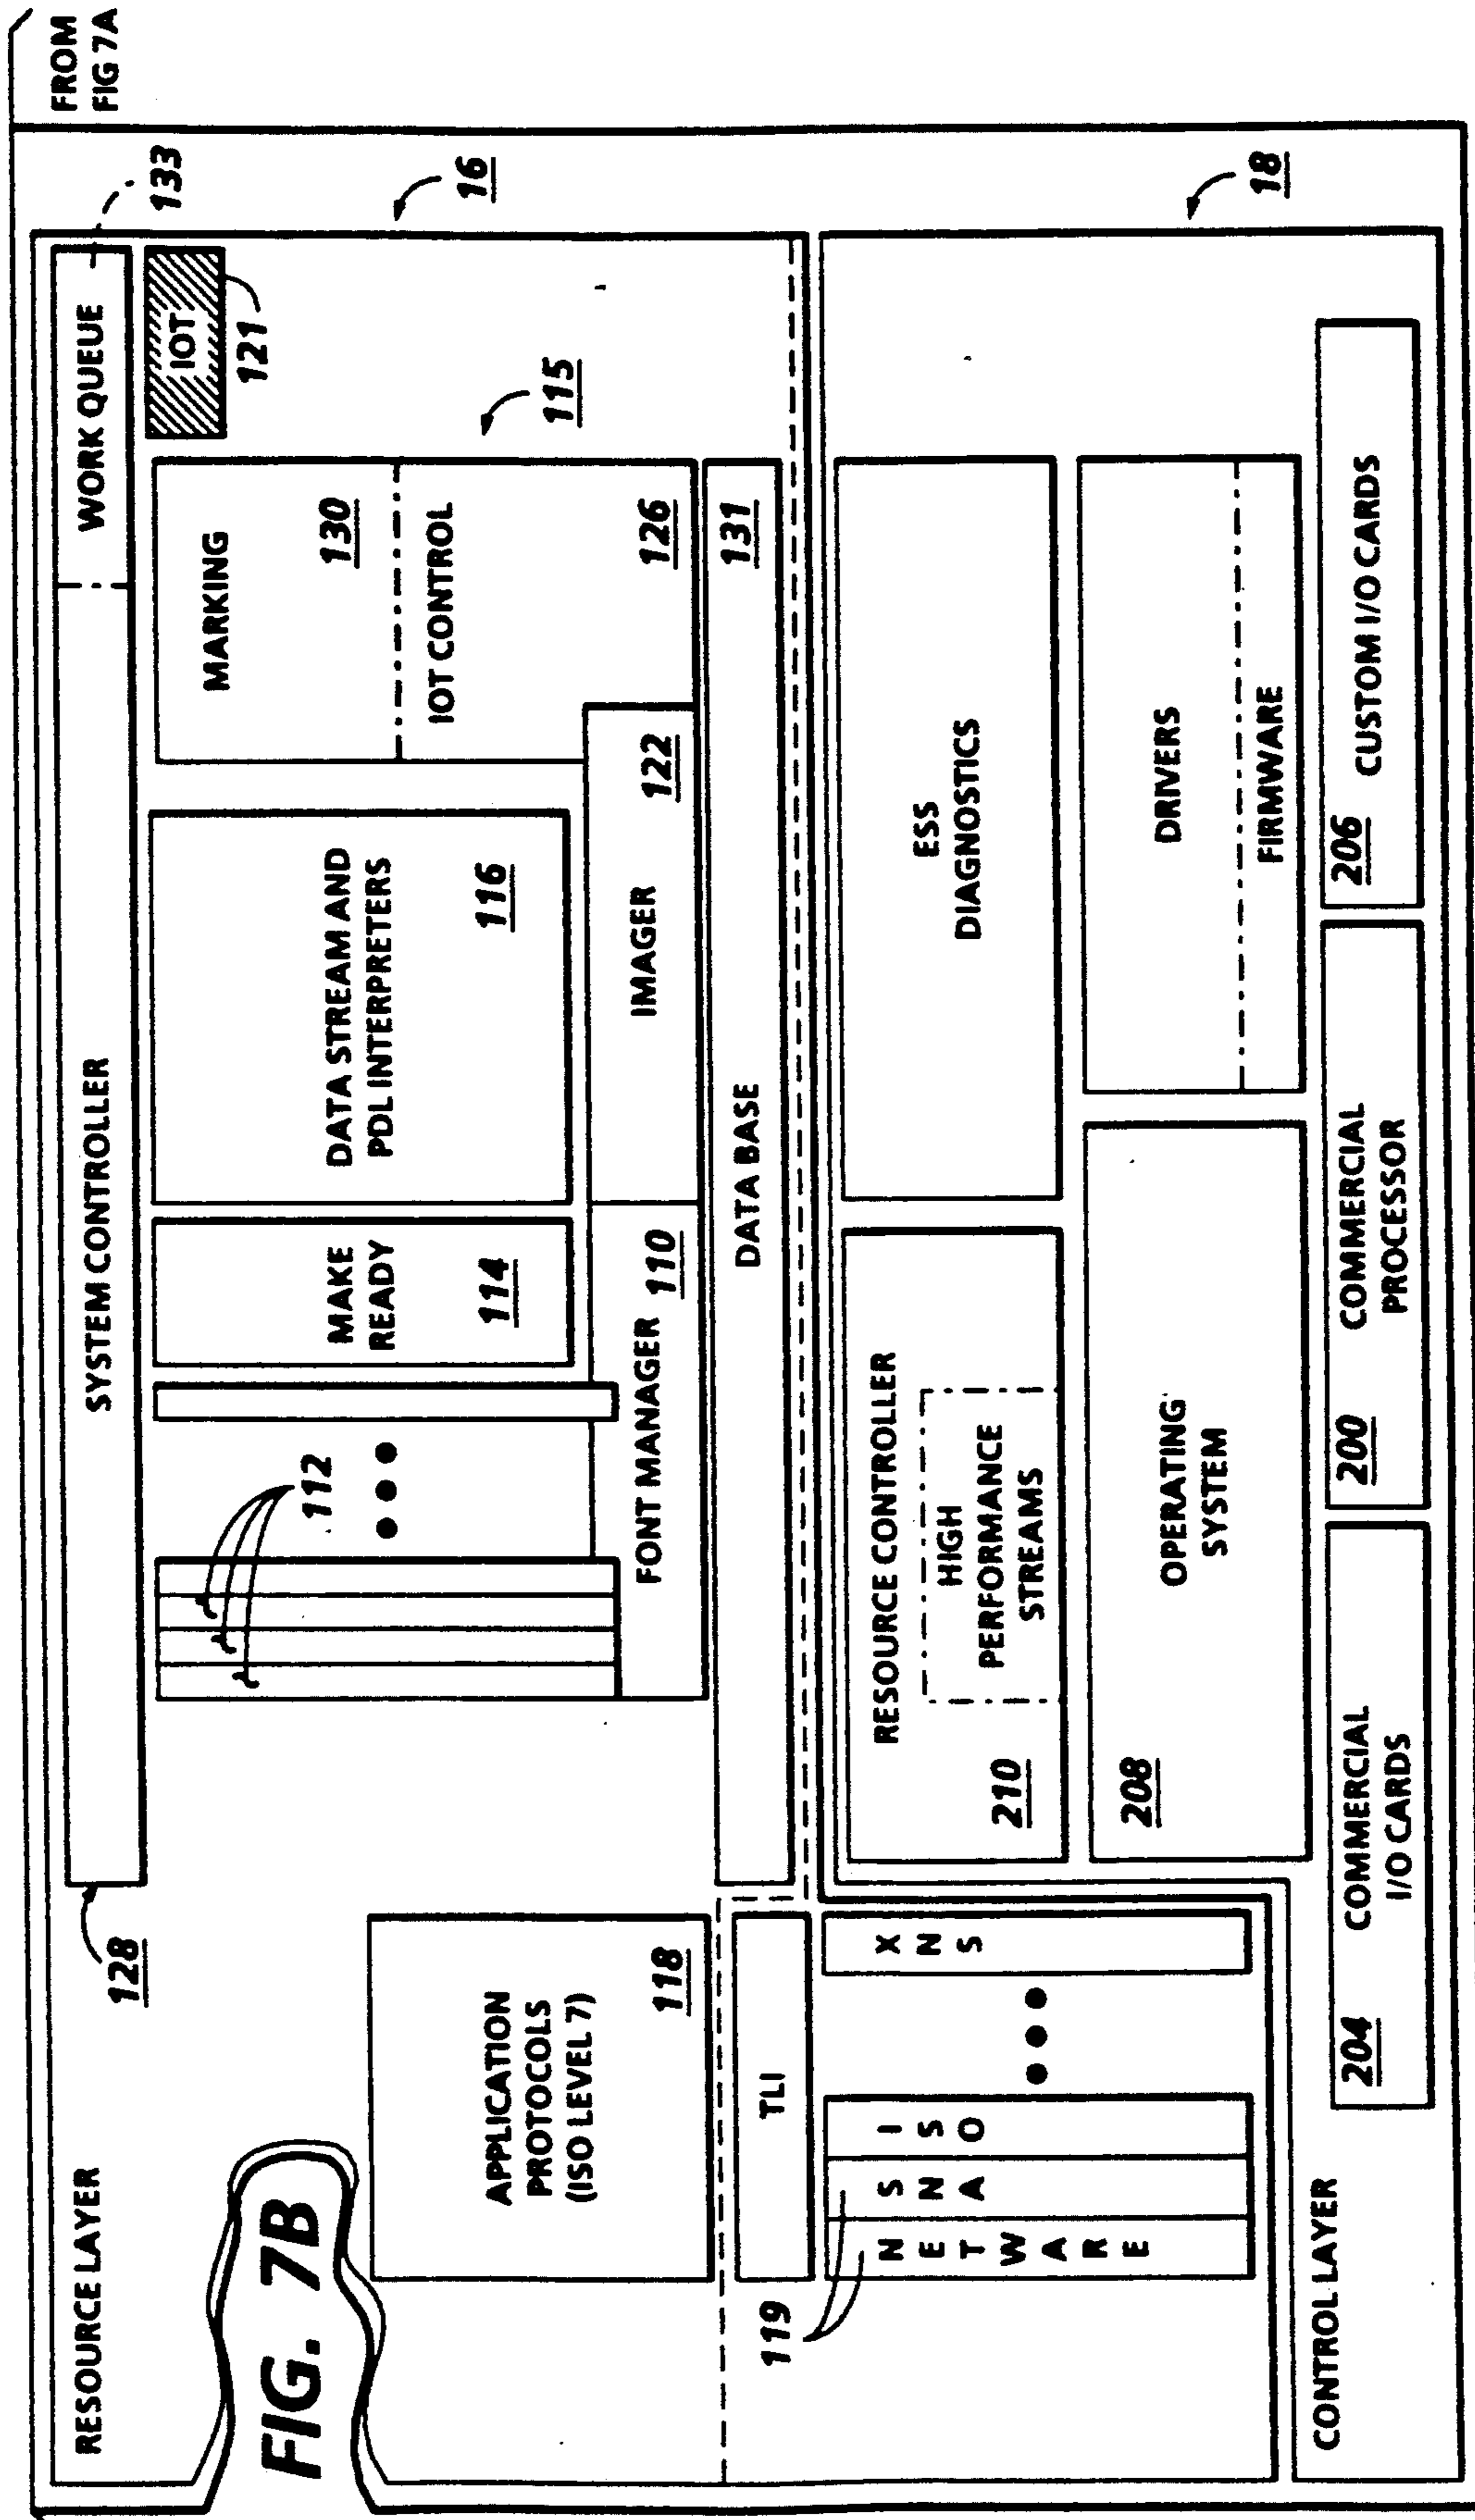 FROM
FIG 7A
RESOURCE LAYER
128
SYSTEM CONTROLLER
WORK QUEUE
133
FIG. 7B
112
MAKE
READY
114
DATA STREAM AND
PDL INTERPRETERS
116
MARKING
130
IOT CONTROL
126
IOT
121
115
16
APPLICATION
PROTOCOLS
(ISO LEVEL 7)
118
FONT MANAGER
110
IMAGER
122
DATA BASE
131
TLI
119
NETWARE
SNA
ISO
XNS
RESOURCE CONTROLLER
HIGH
PERFORMANCE
STREAMS
210
ESS
DIAGNOSTICS
18
208
OPERATING
SYSTEM
DRIVERS
FIRMWARE
CONTROL LAYER
204
COMMERCIAL
I/O CARDS
200
COMMERCIAL
PROCESSOR
206
CUSTOM I/O CARDS